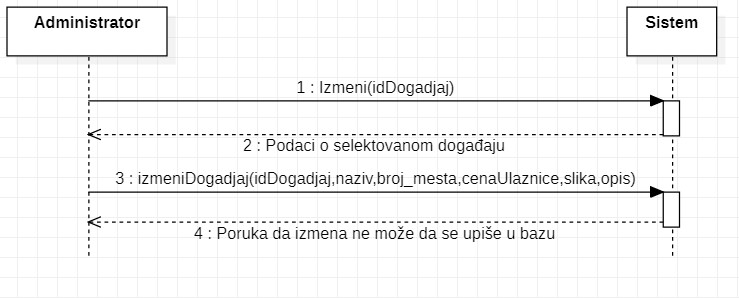 Administrator
Sistem
1 : Izmeni(idDogadjaj)
2 : Podaci o selektovanom događaju
3 : izmeniDogadjaj(idDogadjaj,naziv,broj_mesta,cenaUlaznice,slika,opis)
4 : Poruka da izmena ne može da se upiše u bazu